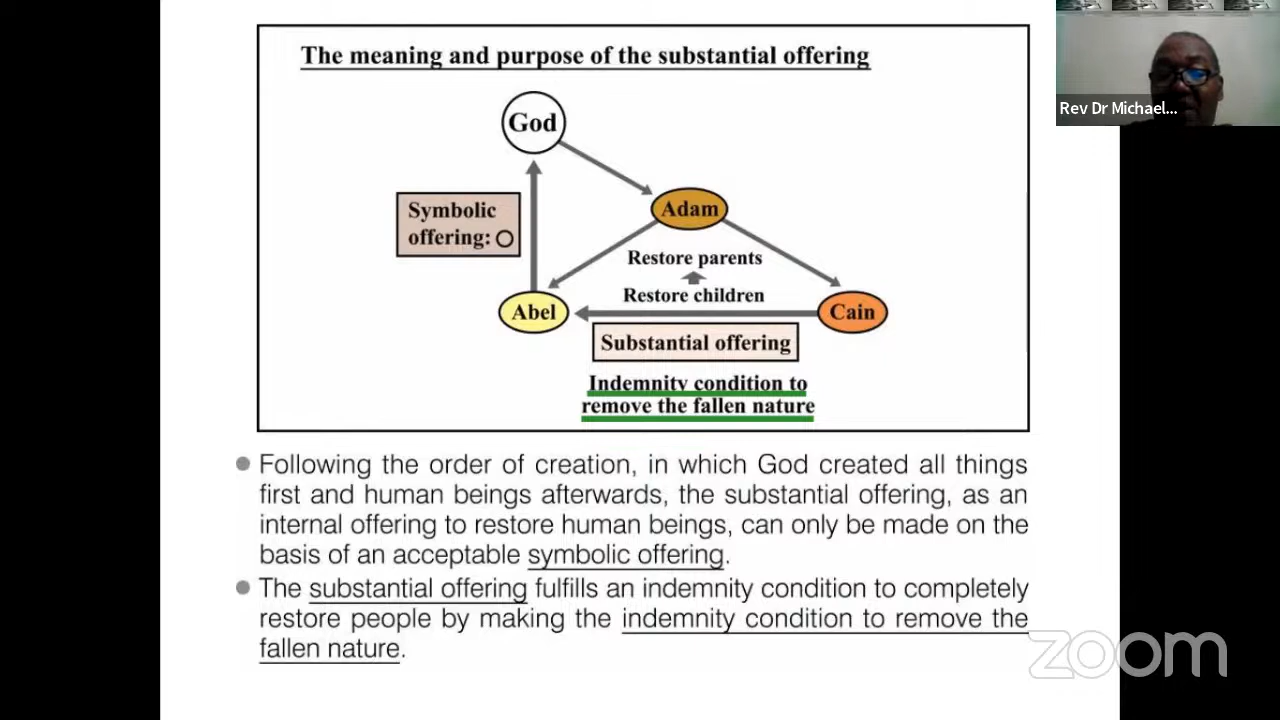 The meaning and purpose of the substantial offering
God
Rev Dr Michael...
Symbolic
offering:
Adam
Restore parents
Restore children
Abel
Cain
Substantial offering
Indemnity condition to
remove the fallen nature
Following the order of creation, in which God created all things
first and human beings afterwards, the substantial offering, as an
internal offering to restore human beings, can only be made on the
basis of an acceptable symbolic offering.
The substantial offering fulfills an indemnity condition to completely
restore people by making the indemnity condition to remove the
fallen nature.
zoom